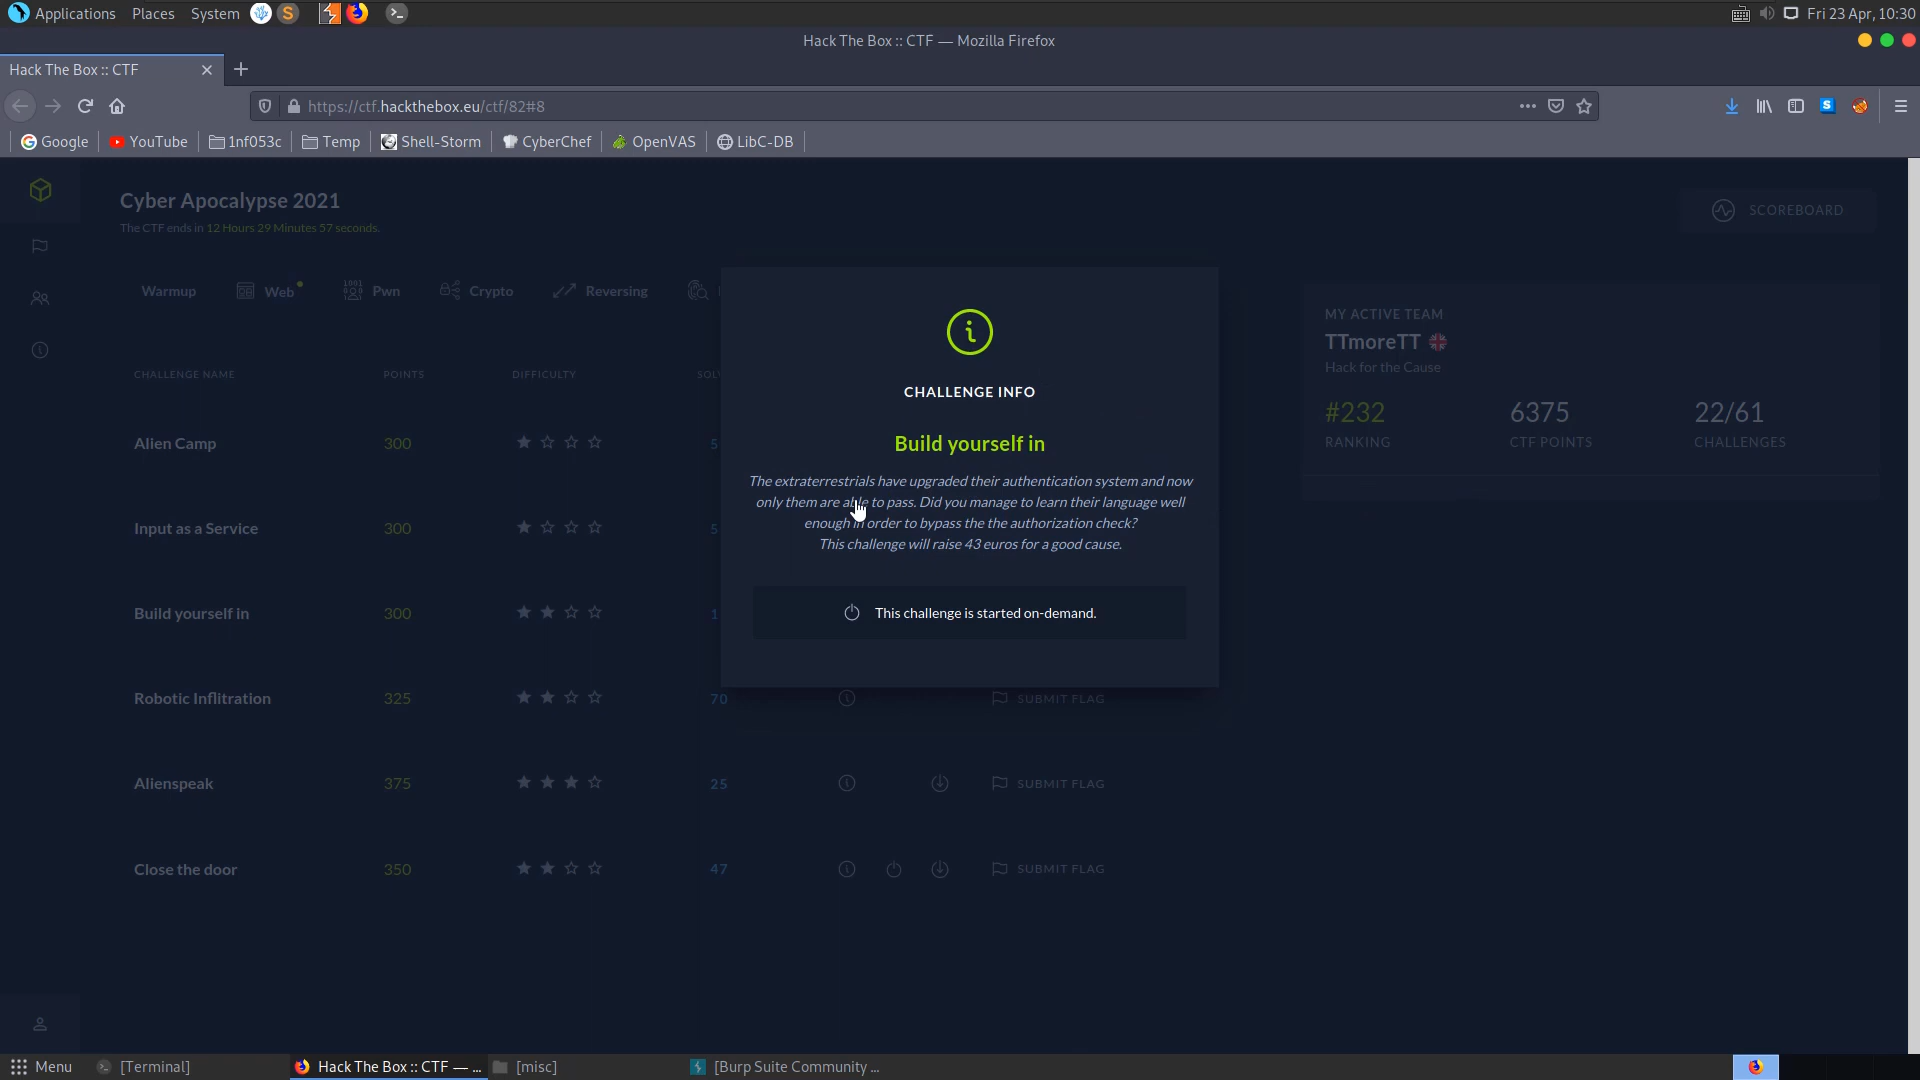 Applications Places System
Fri 23 Apr, 10:30
Hack The Box :: CTF — Mozilla Firefox
Hack The Box :: CTF
https://ctf.hackthebox.eu/ctf/82#8
Google YouTube 1nf053c Temp Shell-Storm CyberChef OpenVAS LibC-DB
Cyber Apocalypse 2021
The CTF ends in 12 Hours 29 Minutes 57 seconds.
SCOREBOARD
Warmup Web Pwn Crypto Reversing
CHALLENGE NAME POINTS DIFFICULTY
Alien Camp 300 5
Input as a Service 300 5
Build yourself in 300 1
Robotic Inflitration 325 70 SUBMIT FLAG
Alienspeak 375 25 SUBMIT FLAG
Close the door 350 47 SUBMIT FLAG
CHALLENGE INFO
Build yourself in
The extraterrestrials have upgraded their authentication system and now
only them are able to pass. Did you manage to learn their language well
enough in order to bypass the the authorization check?
This challenge will raise 43 euros for a good cause.
This challenge is started on-demand.
MY ACTIVE TEAM
TTmoreTT
Hack for the Cause
#232 6375 22/61
RANKING CTF POINTS CHALLENGES
Menu [Terminal] Hack The Box :: CTF — ... [misc] [Burp Suite Community ...